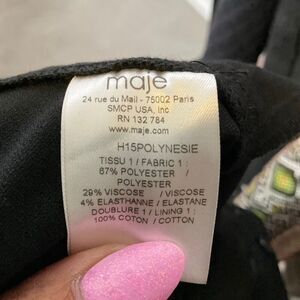 maje
24 rue du Mail - 75002 Paris
SMCP USA, Inc
RN 132 784
www.maje.com
H15POLYNESIE
TISSU 1 / FABRIC 1 :
67% POLYESTER /
POLYESTER
29% VISCOSE / VISCOSE
4% ELASTHANNE / ELASTANE
DOUBLURE 1 / LINING 1 :
100% COTON / COTTON